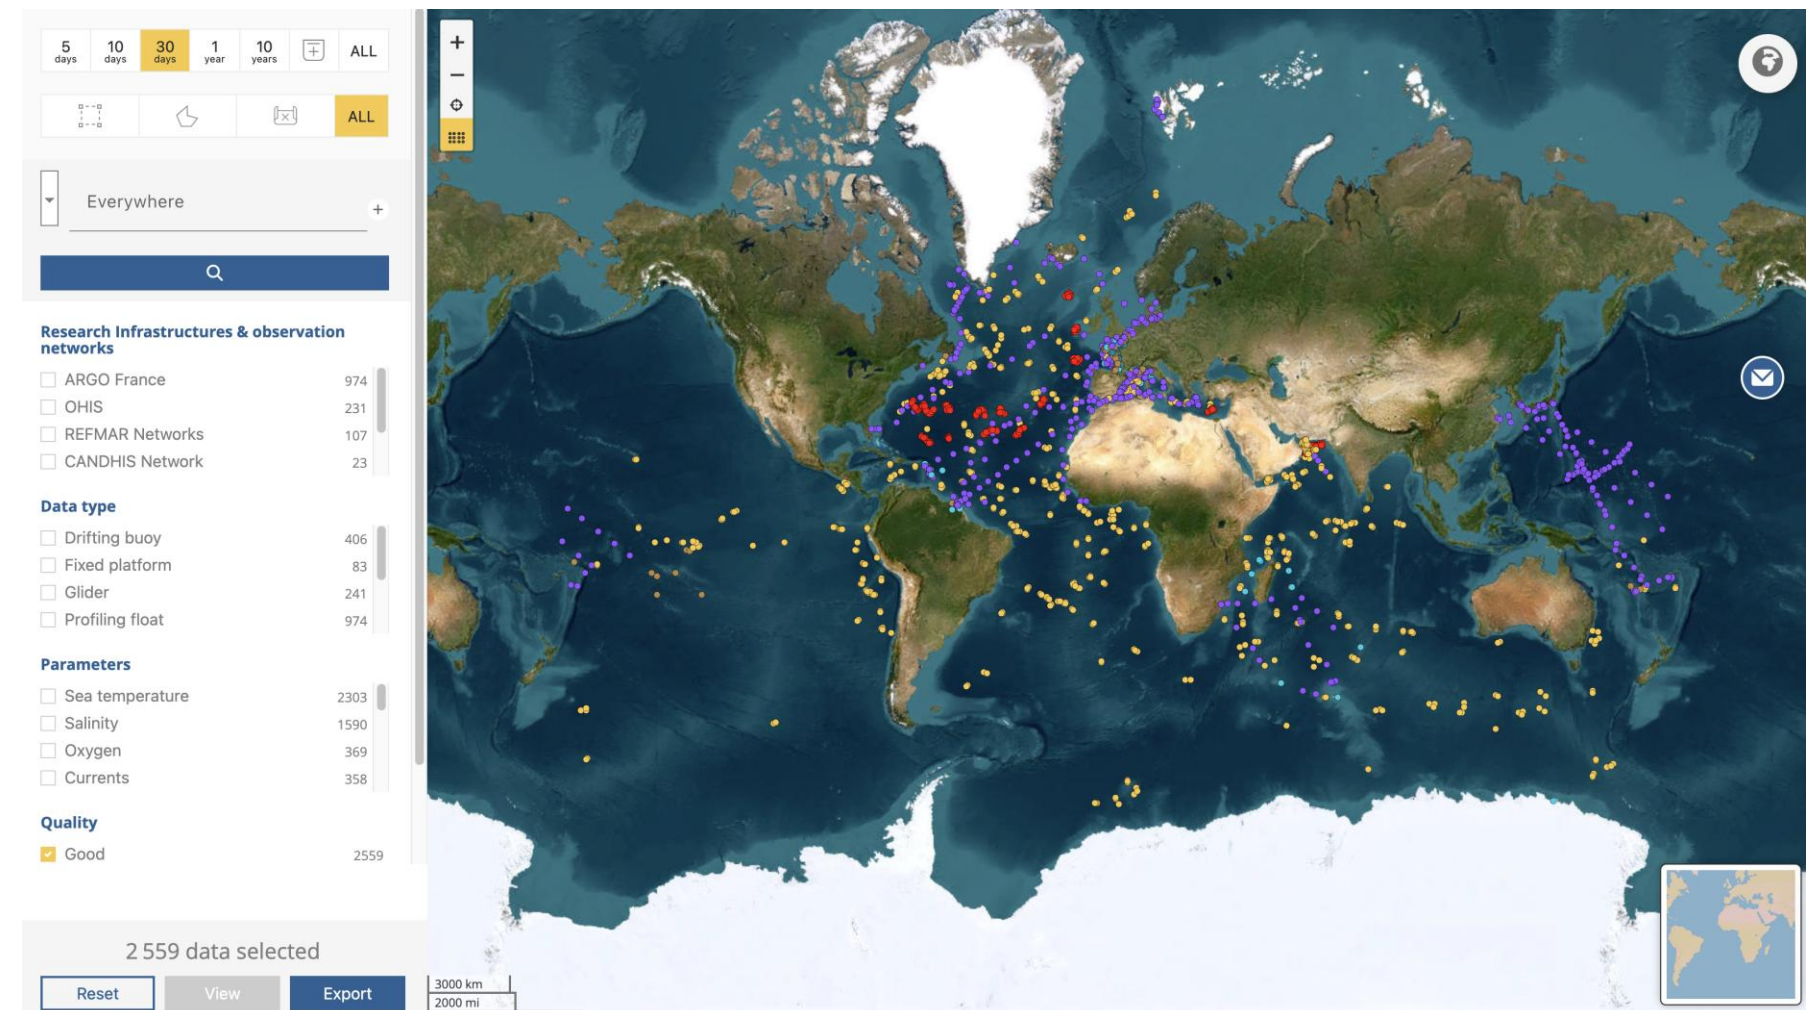 5 10 30 1 10 ALL
days days days year years
ALL
Everywhere
Research Infrastructures & observation
networks
ARGO France 974
OHIS 231
REFMAR Networks 107
CANDHIS Network 23
Data type
Drifting buoy 406
Fixed platform 83
Glider 241
Profiling float 974
Parameters
Sea temperature 2303
Salinity 1590
Oxygen 369
Currents 358
Quality
Good 2559
2 559 data selected
Reset View Export
3000 km
2000 mi